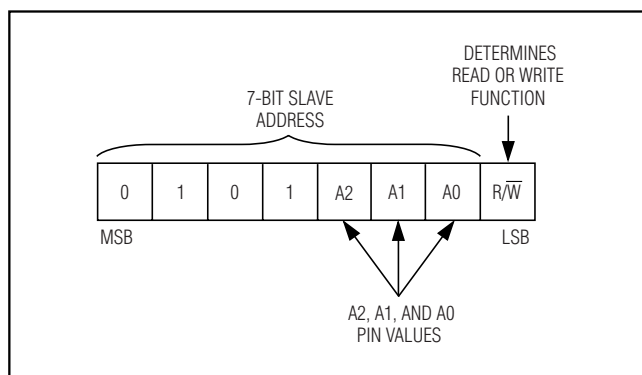 DETERMINES
READ OR WRITE
FUNCTION
7-BIT SLAVE
ADDRESS
0 1 0 1 A2 A1 A0 R/W̅
MSB LSB
A2, A1, AND A0
PIN VALUES